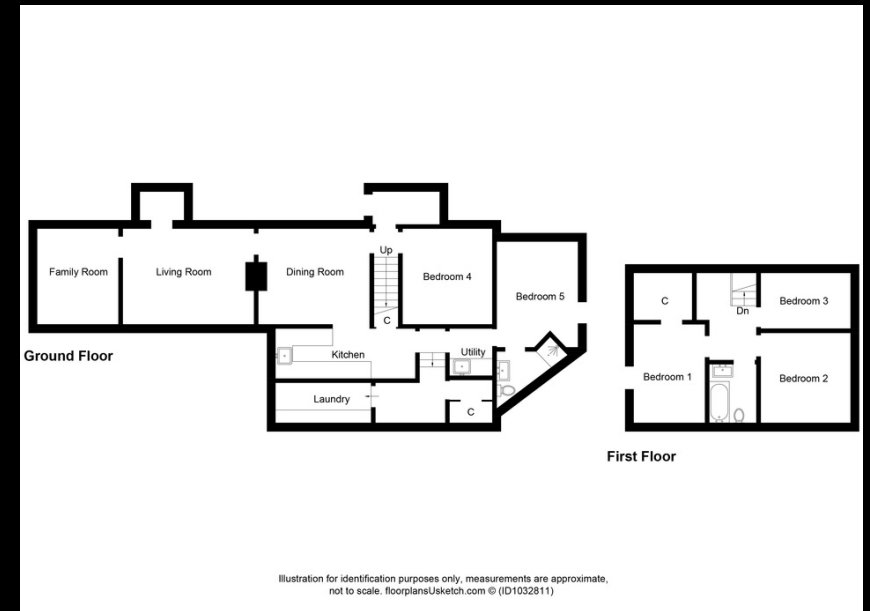 Up
Family Room
Living Room
Dining Room
Bedroom 4
Bedroom 5
C
Ground Floor
Kitchen
Utility
Laundry
C
C
Dn
Bedroom 3
Bedroom 1
Bedroom 2
First Floor
Illustration for identification purposes only, measurements are approximate,
not to scale. floorplansUsketch.com © (ID1032811)